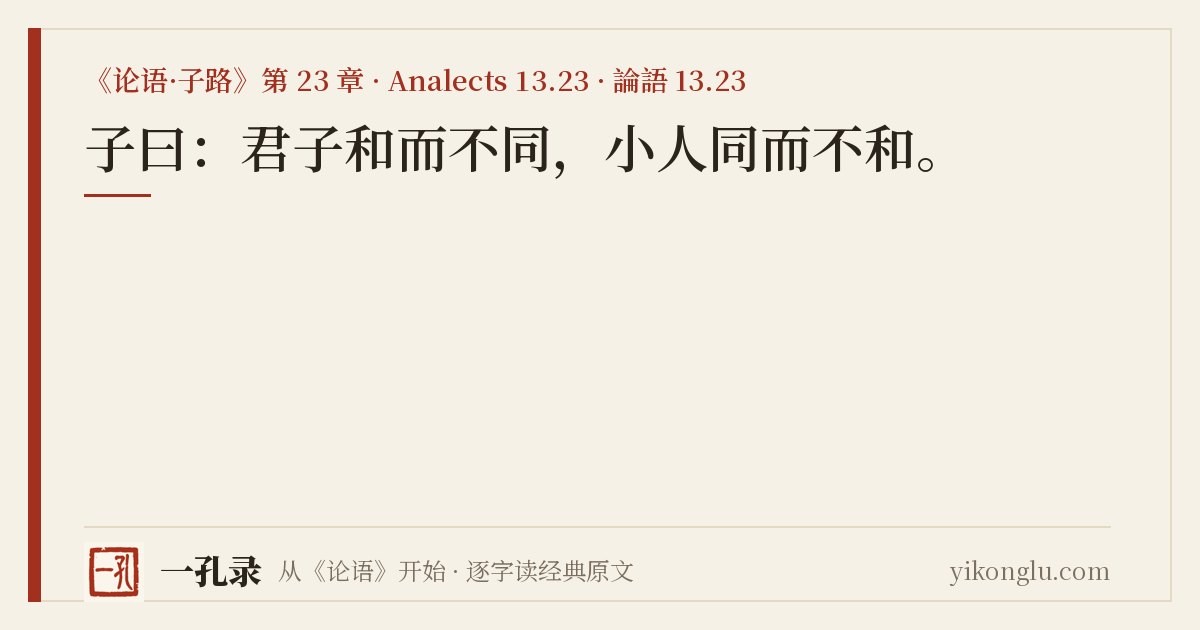 《论语·子路》第 23 章 · Analects 13.23 · 論語 13.23
子曰：君子和而不同，小人同而不和。
一孔
一孔录 从《论语》开始 · 逐字读经典原文 yikonglu.com